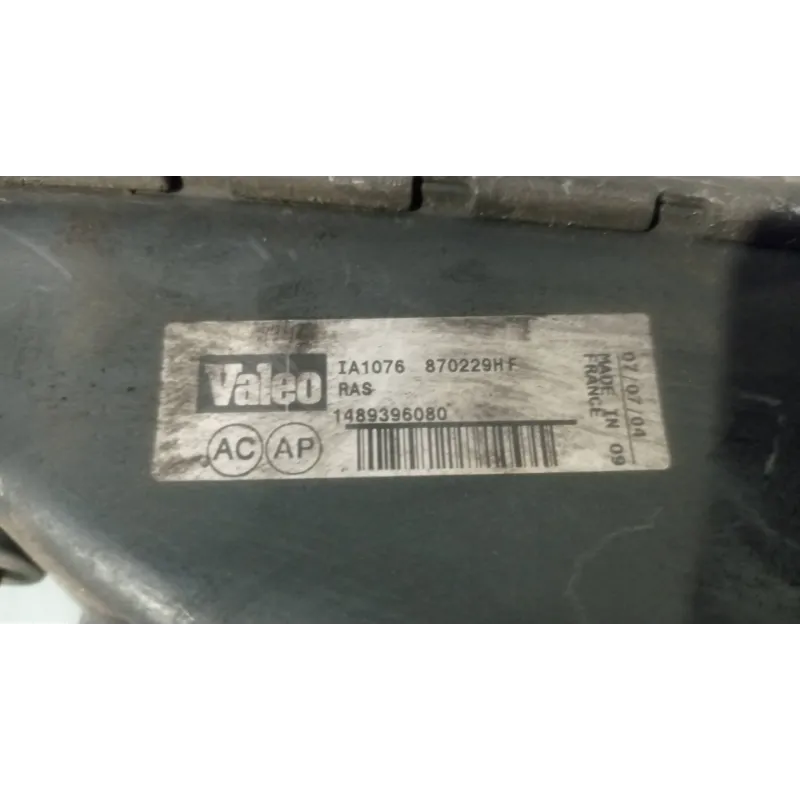 Valeo
IA1076 870229HF
RAS
1489396080
AC AP
07/07/04
MADE IN 09
FRANCE